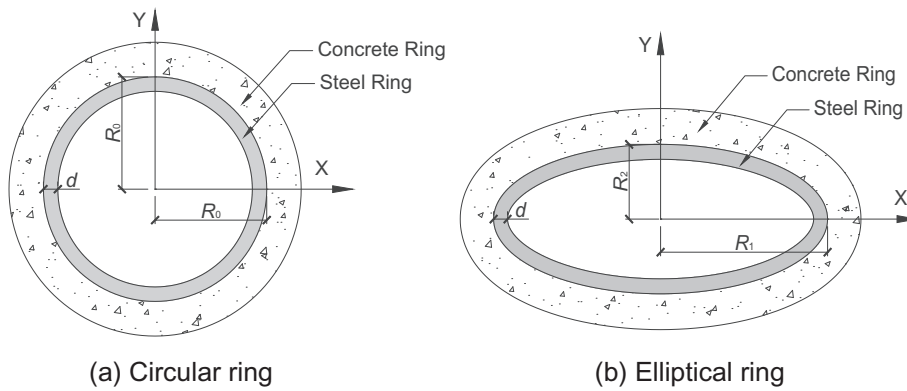 Y
Concrete Ring
Steel Ring
R₀
X
d
R₀
(a) Circular ring
Y
Concrete Ring
Steel Ring
R₂
X
d
R₁
(b) Elliptical ring